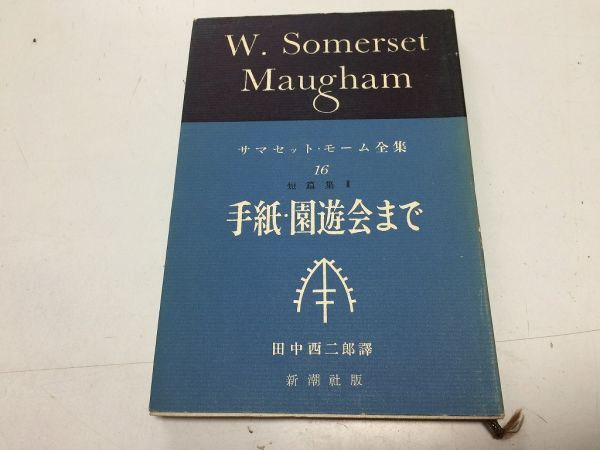 W. Somerset
Maugham
サマセット・モーム全集
16
短篇集 II
手紙・園遊会まで
田中西二郎譯
新潮社版